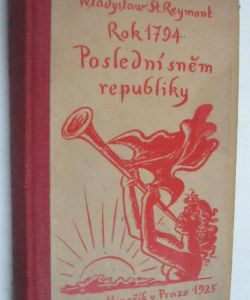 Władysław St. Reymont
Rok 1794.
Poslední sněm
republiky
v Praze 1925